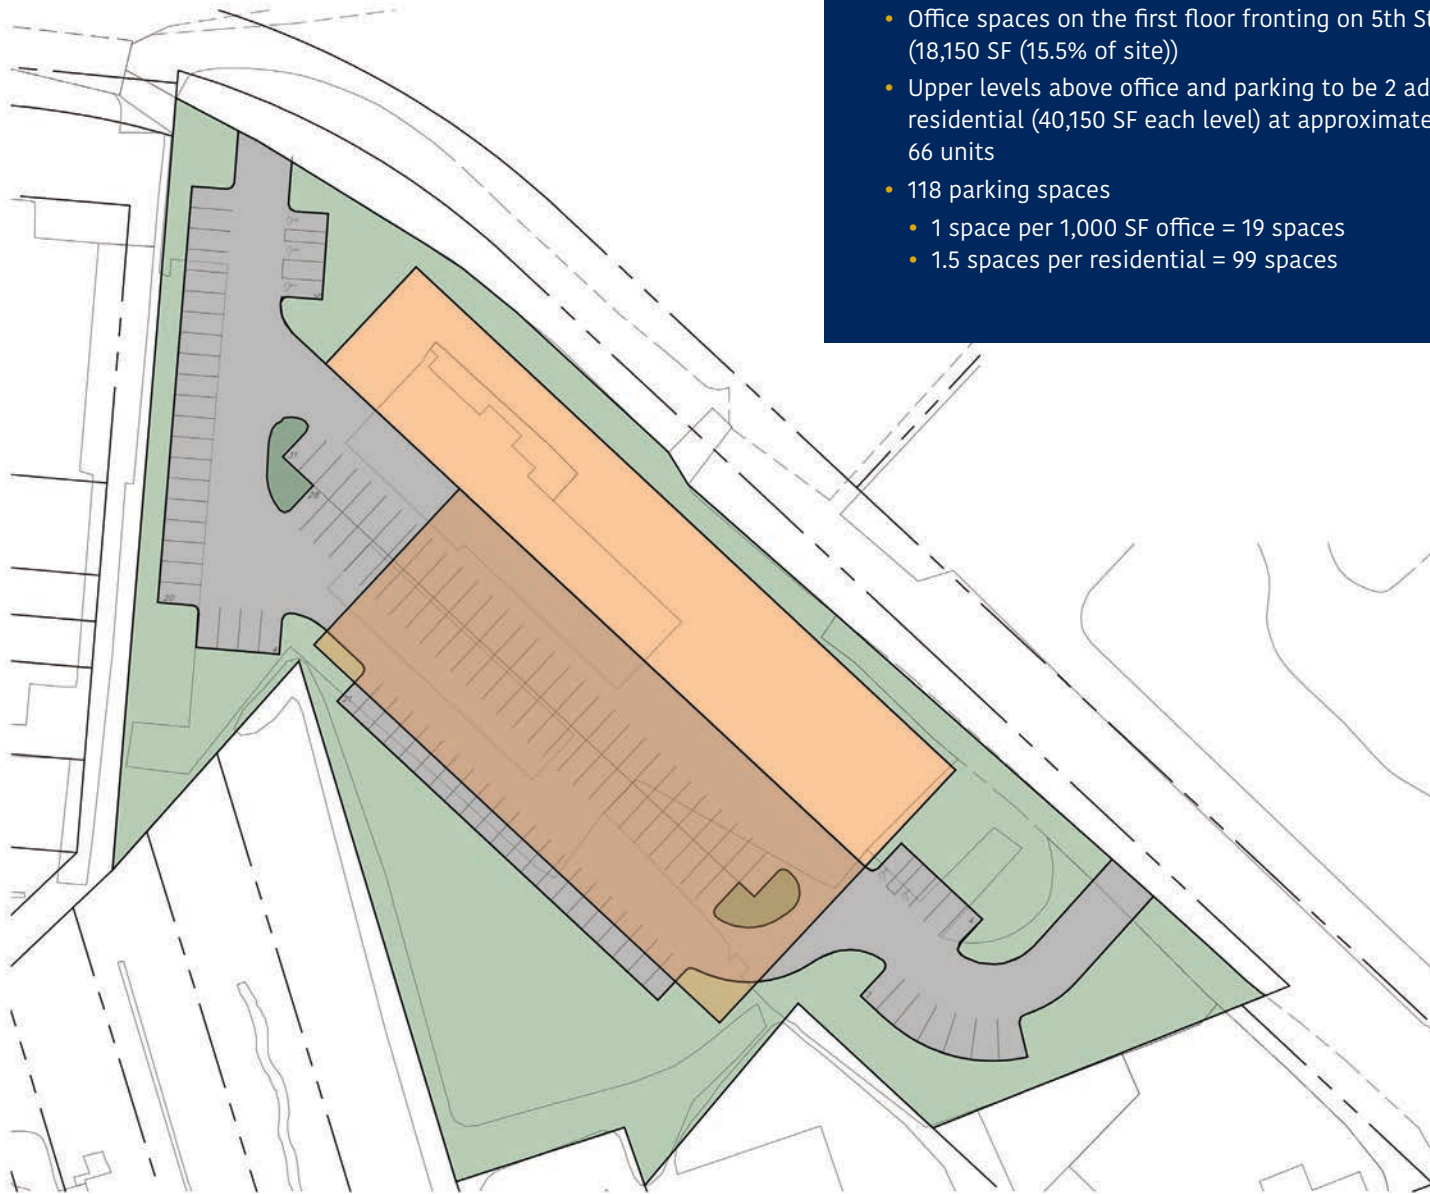 • Office spaces on the first floor fronting on 5th St
(18,150 SF (15.5% of site))
• Upper levels above office and parking to be 2 ad
residential (40,150 SF each level) at approximate
66 units
• 118 parking spaces
• 1 space per 1,000 SF office = 19 spaces
• 1.5 spaces per residential = 99 spaces
20